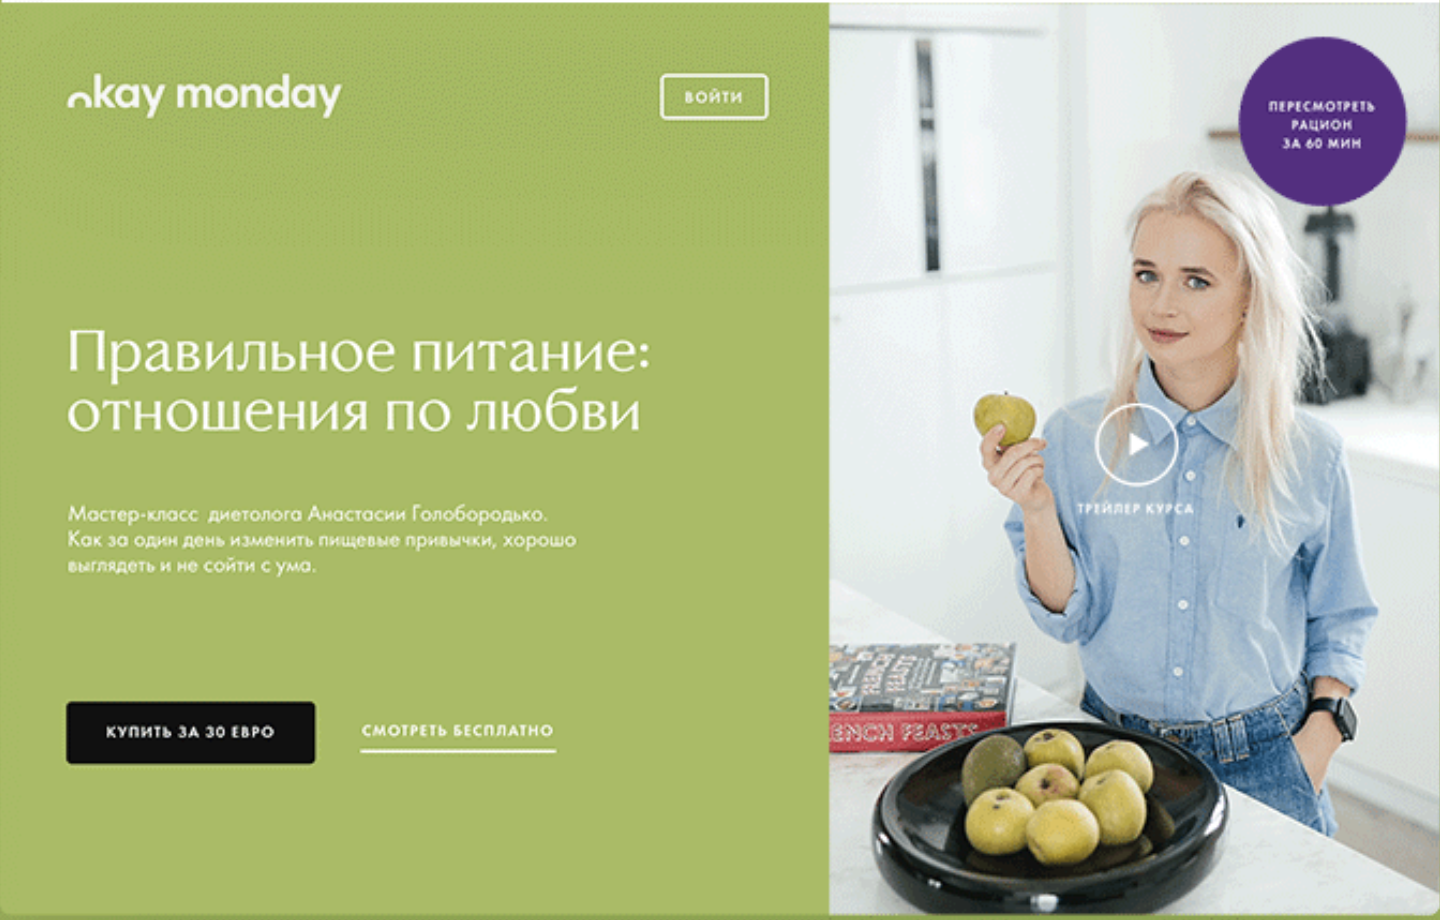 okay monday
ВОЙТИ
ПЕРЕСМОТРЕТЬ
РАЦИОН
ЗА 60 МИН
Правильное питание:
отношения по любви
Мастер-класс диетолога Анастасии Голобородько.
Как за один день изменить пищевые привычки, хорошо
выглядеть и не сойти с ума.
КУПИТЬ ЗА 30 ЕВРО
СМОТРЕТЬ БЕСПЛАТНО
ТРЕЙЛЕР КУРСА
FRENCH
FEASTS
ENCH FEASTS